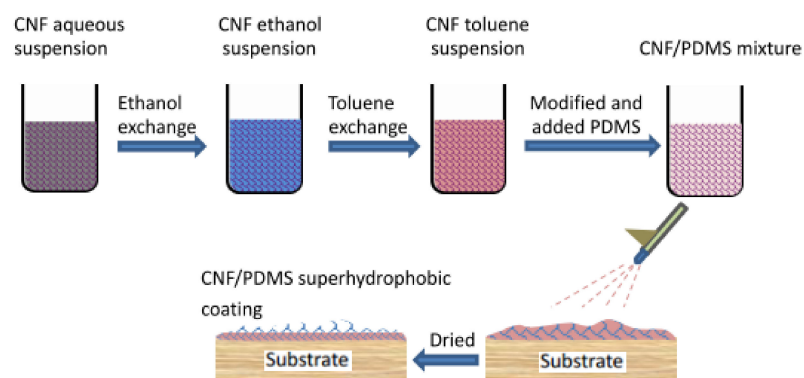 CNF aqueous
suspension
CNF ethanol
suspension
CNF toluene
suspension
CNF/PDMS mixture
Ethanol
exchange
Toluene
exchange
Modified and
added PDMS
CNF/PDMS superhydrophobic
coating
Dried
Substrate
Substrate